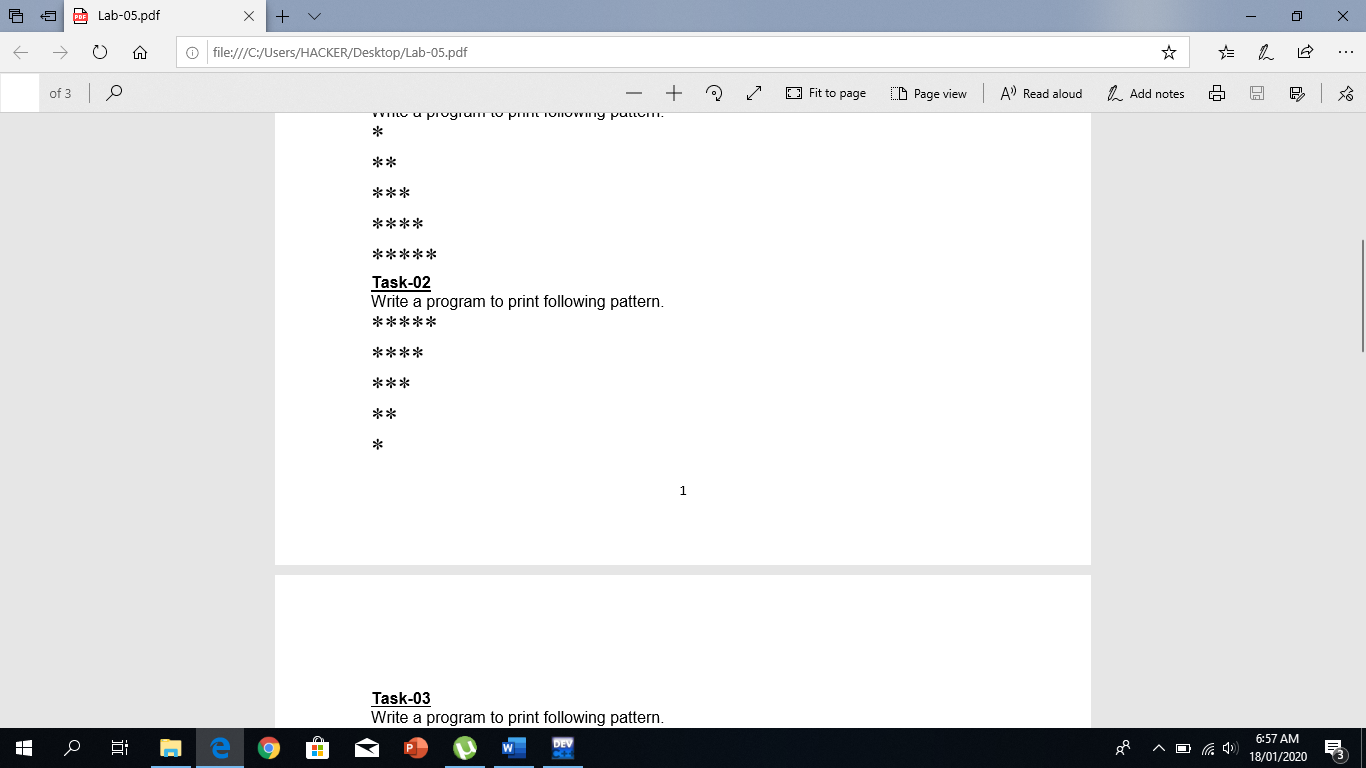 Lab-05.pdf
file:///C:/Users/HACKER/Desktop/Lab-05.pdf
of 3
Fit to page
Page view
Read aloud
Add notes
Write a program to print following pattern.
*
**
***
****
*****
Task-02
Write a program to print following pattern.
*****
****
***
**
*
1
Task-03
Write a program to print following pattern.
6:57 AM
18/01/2020
3